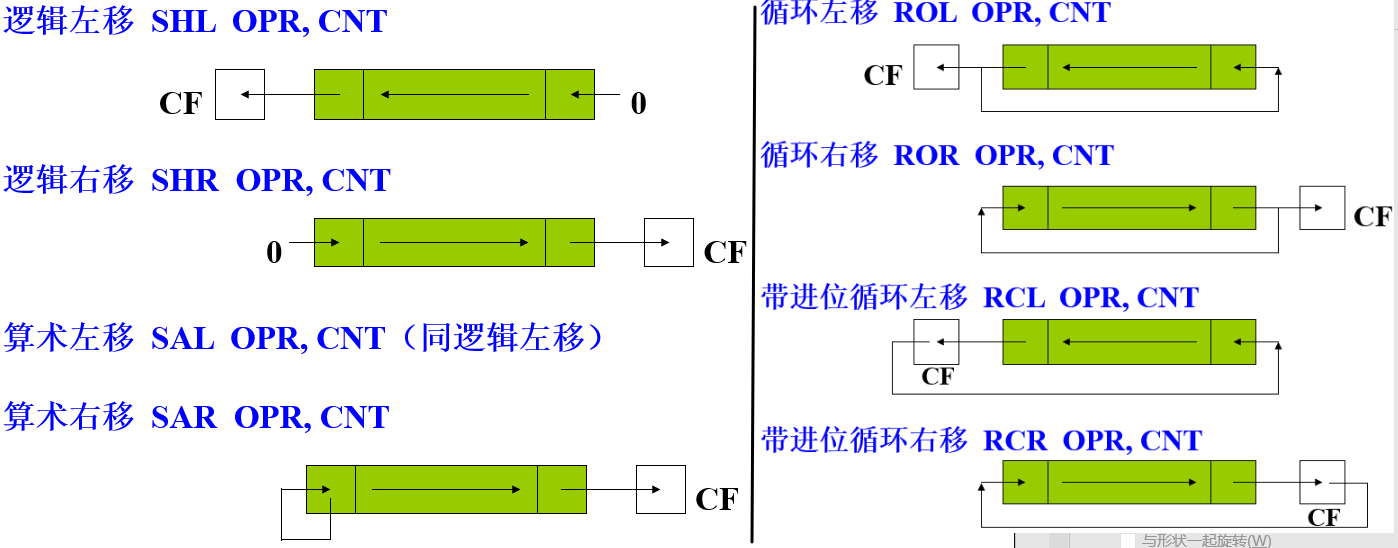 逻辑左移 SHL OPR, CNT
CF
0
逻辑右移 SHR OPR, CNT
0
CF
算术左移 SAL OPR, CNT（同逻辑左移）
算术右移 SAR OPR, CNT
CF
循环左移 ROL OPR, CNT
CF
循环右移 ROR OPR, CNT
CF
带进位循环左移 RCL OPR, CNT
CF
带进位循环右移 RCR OPR, CNT
CF
与形状一起旋转(W)